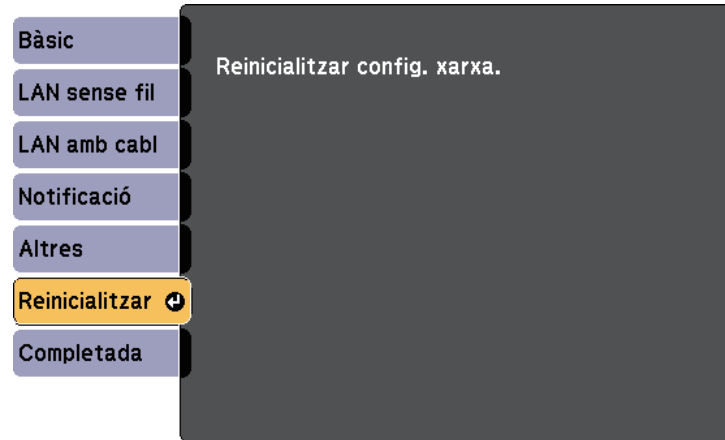 Bàsic
LAN sense fil
LAN amb cabl
Notificació
Altres
Reinicialitzar
Completada
Reinicialitzar config. xarxa.